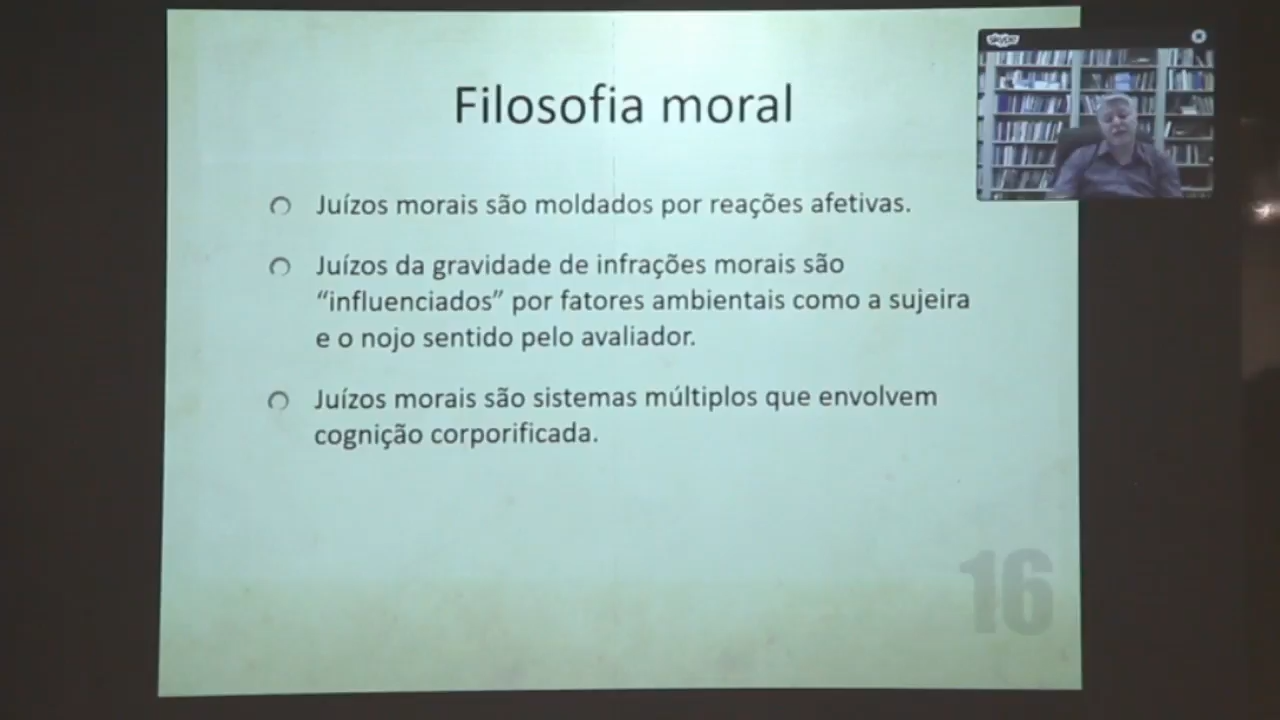 Filosofia moral
skype
Juízos morais são moldados por reações afetivas.
Juízos da gravidade de infrações morais são
“influenciados” por fatores ambientais como a sujeira
e o nojo sentido pelo avaliador.
Juízos morais são sistemas múltiplos que envolvem
cognição corporificada.
16